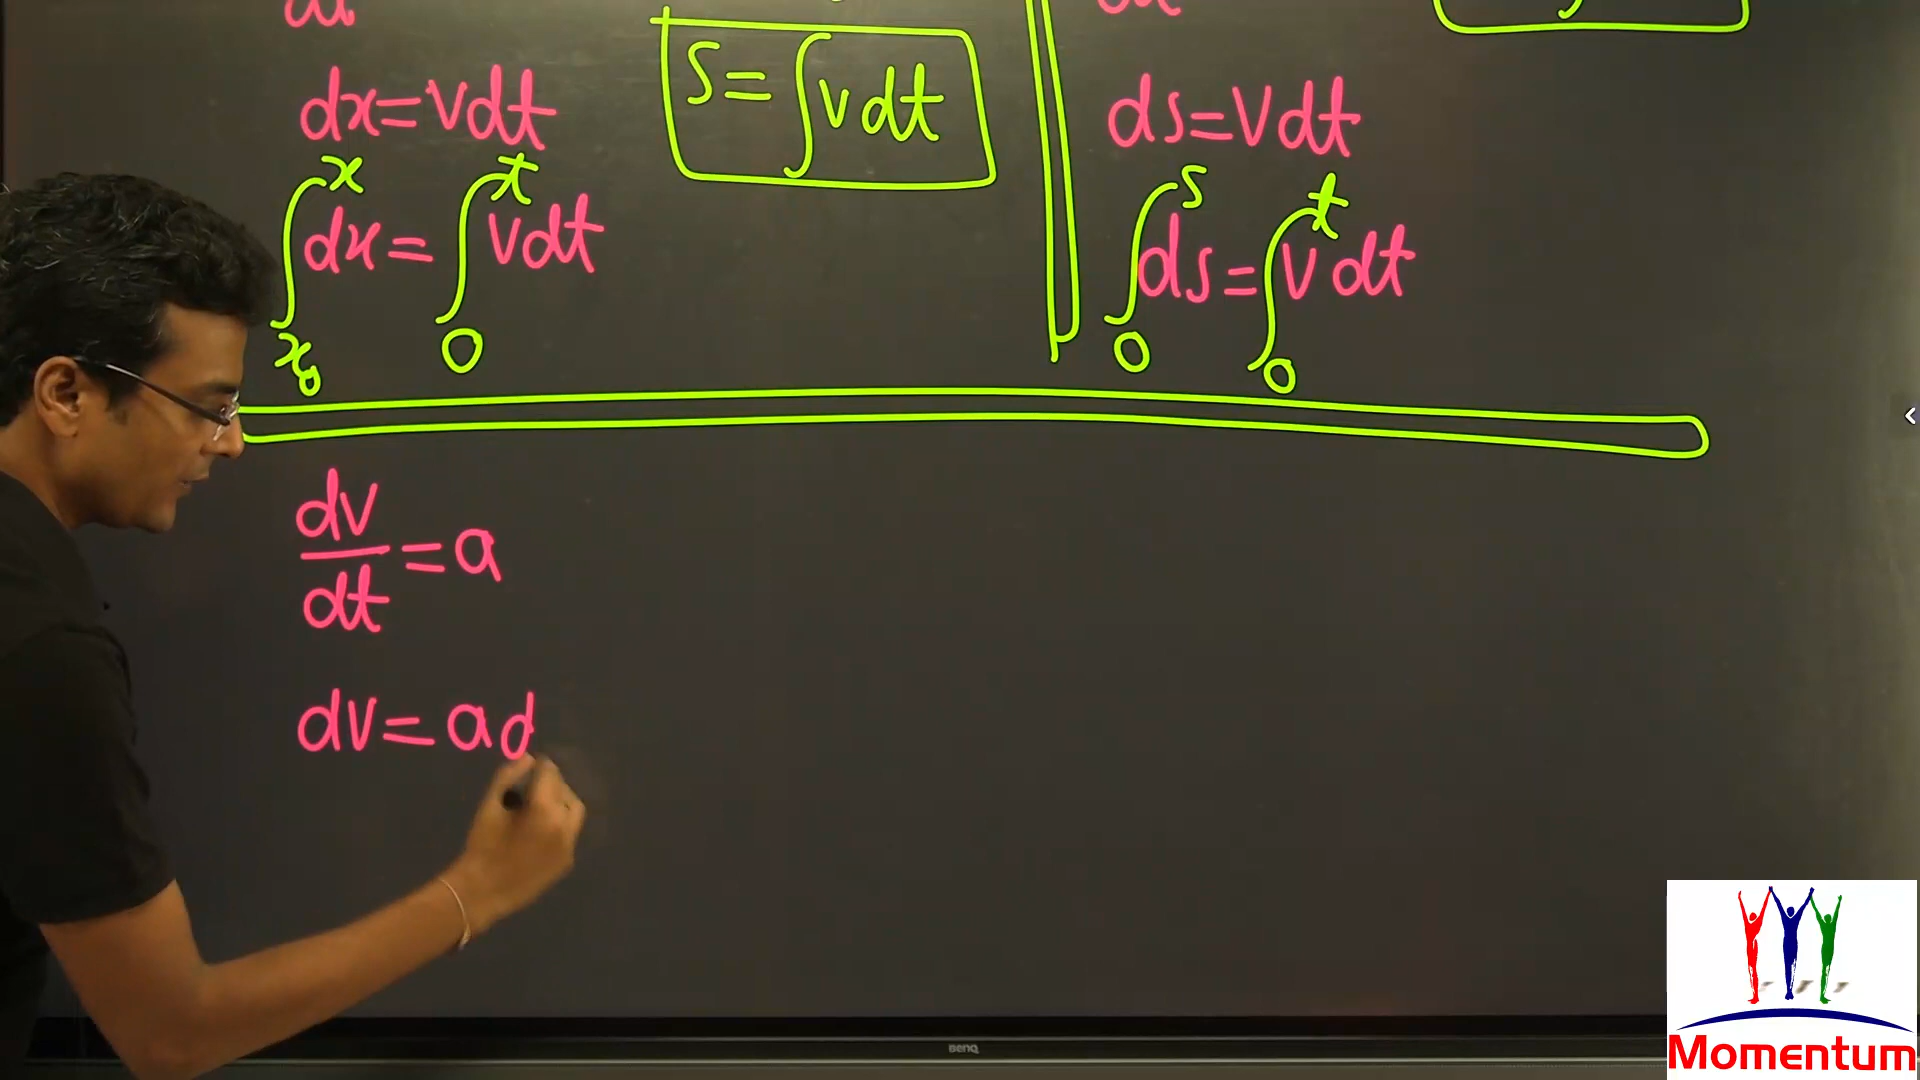 dx=vdt
∫_{x₀}^{x} dx = ∫_{0}^{t} vdt
S=∫vdt
ds=vdt
∫_{0}^{s} ds = ∫_{0}^{t} vdt
dv/dt = a
dv = ad
BenQ
Momentum